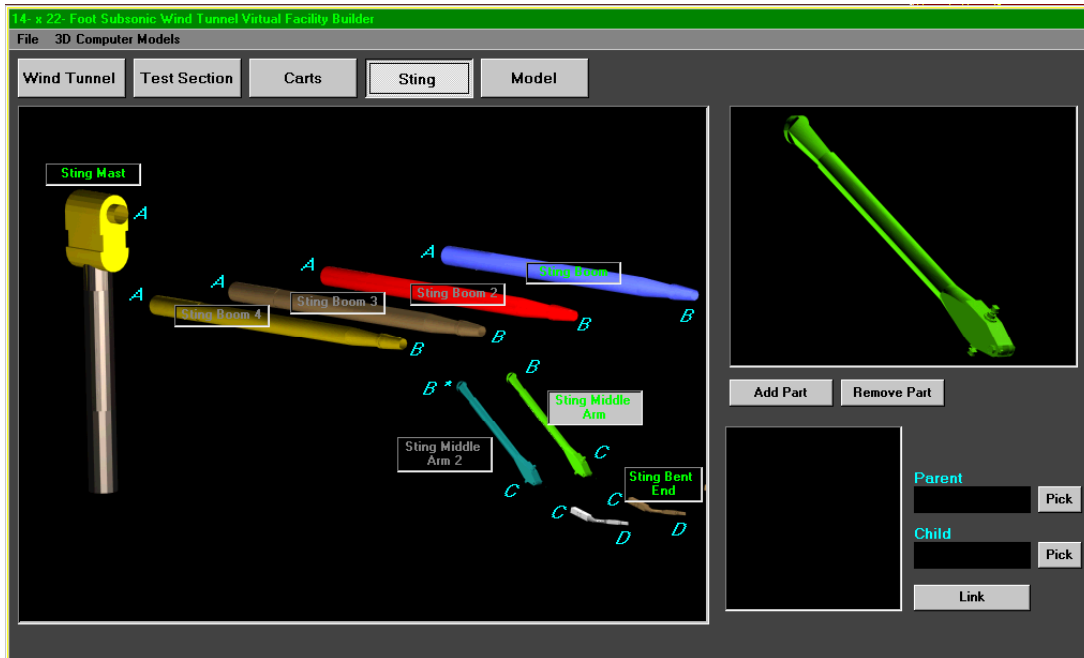 14- x 22- Foot Subsonic Wind Tunnel Virtual Facility Builder
File 3D Computer Models
Wind Tunnel Test Section Carts Sting Model
Sting Mast
A
A
A
A
A
Sting Boom
Sting Boom 2
Sting Boom 3
Sting Boom 4
B
B
B
B
B *
B
Sting Middle
Arm
Sting Middle
Arm 2
C
C
Sting Bent
End
C
C
D
D
Add Part Remove Part
Parent
Pick
Child
Pick
Link